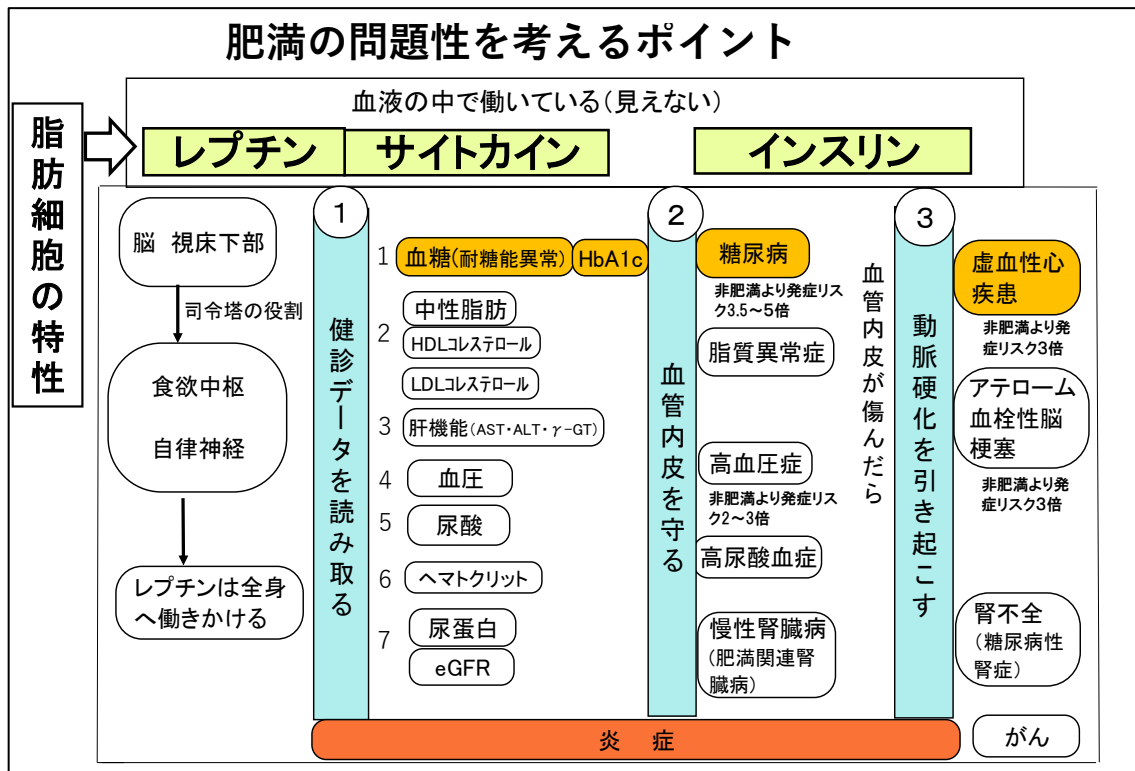 肥満の問題性を考えるポイント
脂肪細胞の特性
血液の中で働いている（見えない）
レプチン
サイトカイン
インスリン
脳　視床下部
司令塔の役割
食欲中枢
自律神経
レプチンは全身
へ働きかける
1
健診データを読み取る
1
血糖（耐糖能異常）
HbA1c
2
中性脂肪
HDLコレステロール
LDLコレステロール
3
肝機能（AST・ALT・γ-GT）
4
血圧
5
尿酸
6
ヘマトクリット
7
尿蛋白
eGFR
2
血管内皮を守る
糖尿病
非肥満より発症リス
ク3.5～5倍
脂質異常症
高血圧症
非肥満より発症リス
ク2～3倍
高尿酸血症
慢性腎臓病
（肥満関連腎
臓病）
血管内皮が傷んだら
3
動脈硬化を引き起こす
虚血性心
疾患
非肥満より発
症リスク3倍
アテローム
血栓性脳
梗塞
非肥満より発
症リスク3倍
腎不全
（糖尿病性
腎症）
がん
炎　症